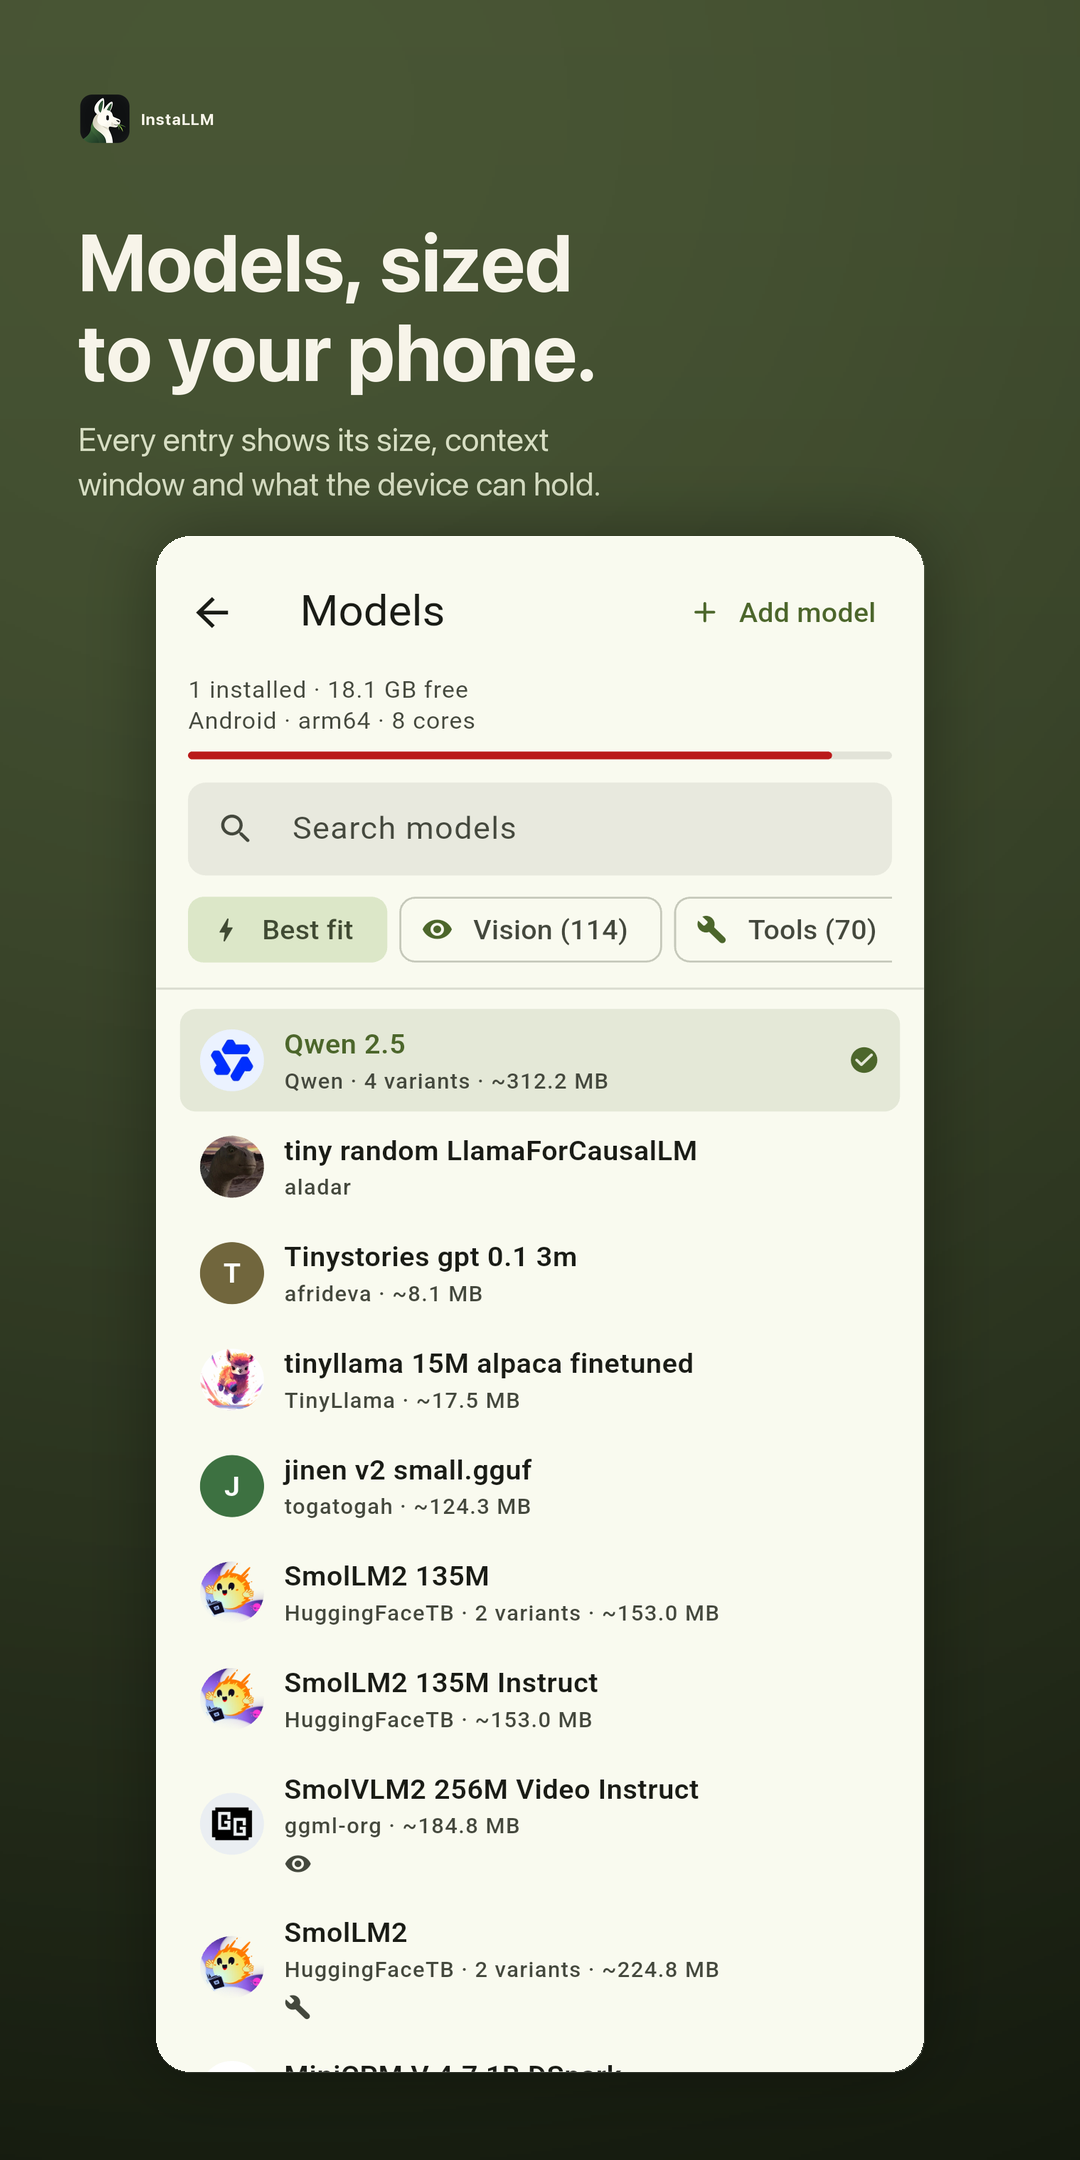 InstaLLM
Models, sized
to your phone.
Every entry shows its size, context
window and what the device can hold.
Models
+ Add model
1 installed · 18.1 GB free
Android · arm64 · 8 cores
Search models
Best fit
Vision (114)
Tools (70)
Qwen 2.5
Qwen · 4 variants · ~312.2 MB
tiny random LlamaForCausalLM
aladar
T
Tinystories gpt 0.1 3m
afrideva · ~8.1 MB
tinyllama 15M alpaca finetuned
TinyLlama · ~17.5 MB
J
jinen v2 small.gguf
togatogah · ~124.3 MB
SmolLM2 135M
HuggingFaceTB · 2 variants · ~153.0 MB
SmolLM2 135M Instruct
HuggingFaceTB · ~153.0 MB
GG
SmolVLM2 256M Video Instruct
ggml-org · ~184.8 MB
SmolLM2
HuggingFaceTB · 2 variants · ~224.8 MB